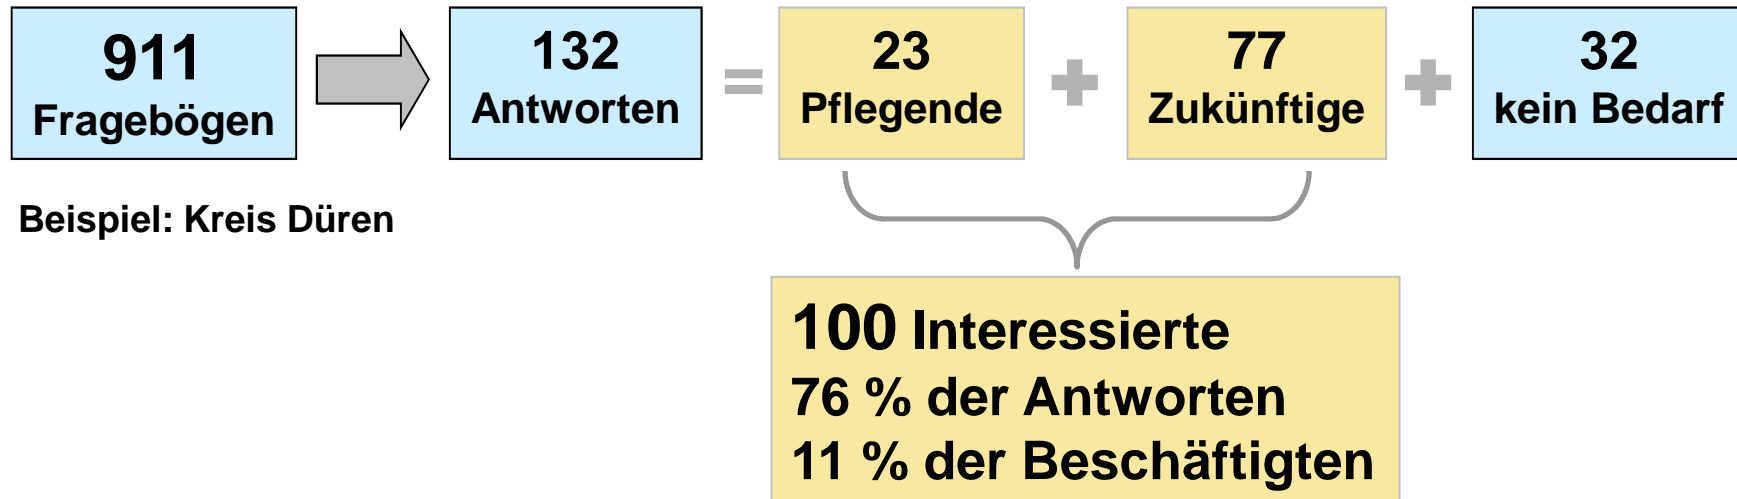 911
Fragebögen
132
Antworten
=
23
Pflegende
+
77
Zukünftige
+
32
kein Bedarf
Beispiel: Kreis Düren
100 Interessierte
76 % der Antworten
11 % der Beschäftigten